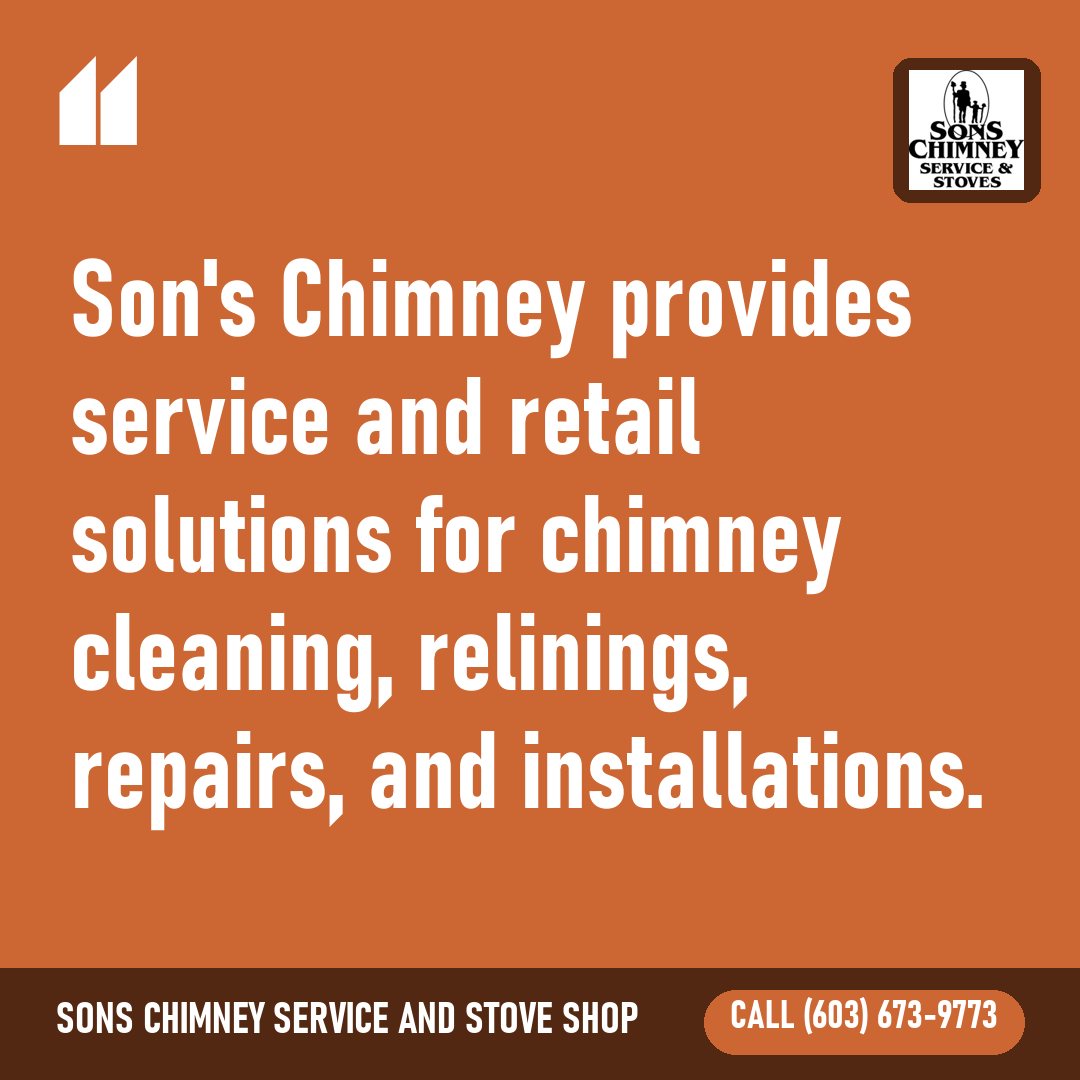 SONS
CHIMNEY
SERVICE &
STOVES
Son's Chimney provides
service and retail
solutions for chimney
cleaning, relinings,
repairs, and installations.
SONS CHIMNEY SERVICE AND STOVE SHOP
CALL (603) 673-9773